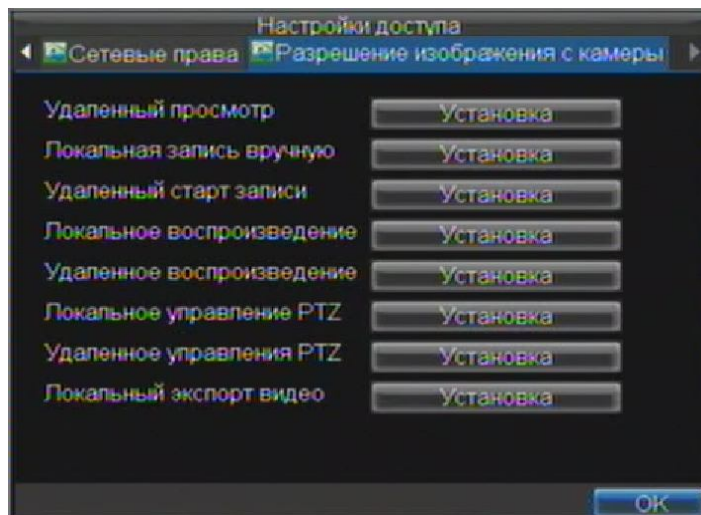 Настройки доступа
Сетевые права Разрешение изображения с камеры
Удаленный просмотр Установка
Локальная запись вручную Установка
Удаленный старт записи Установка
Локальное воспроизведение Установка
Удаленное воспроизведение Установка
Локальное управление PTZ Установка
Удаленное управления PTZ Установка
Локальный экспорт видео Установка
OK